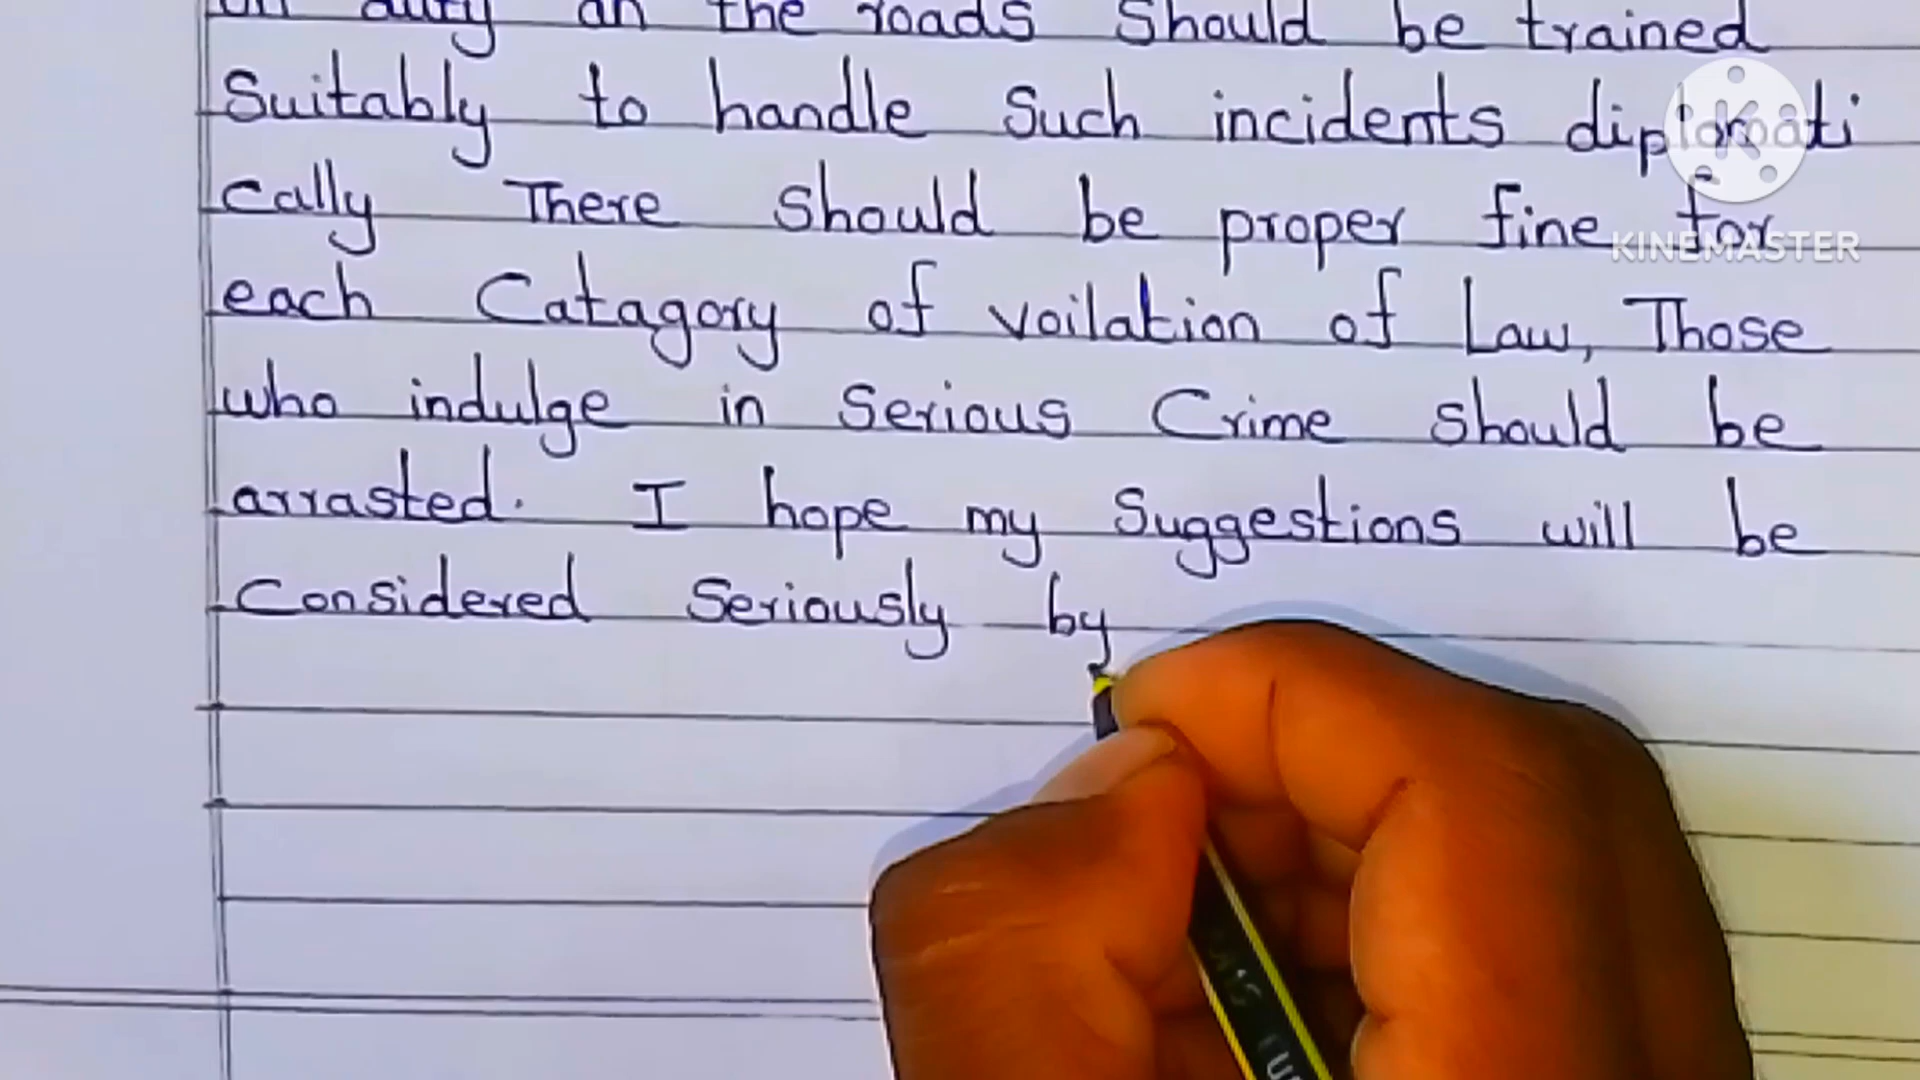 on duty on the roads should be trained
Suitably to handle Such incidents diplomati
cally There should be proper fine for
each Catagory of voilation of Law, Those
who indulge in Serious Crime should be
arrasted. I hope my Suggestions will be
Considered Seriously by
KINEMASTER